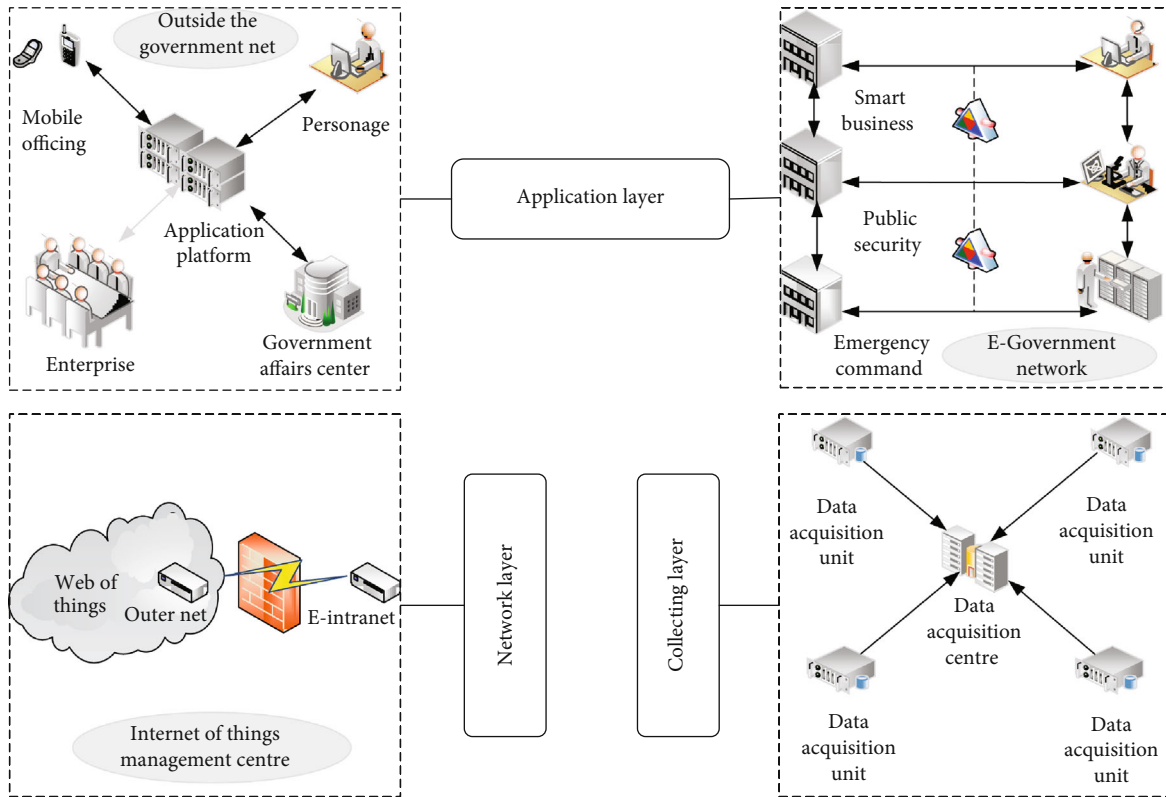 Outside the
government net
Mobile
officing
Personage
Application
platform
Enterprise
Government
affairs center
Application layer
Smart
business
Public
security
Emergency
command
E-Government
network
Web of
things
Outer net
E-intranet
Internet of things
management centre
Network layer
Collecting layer
Data
acquisition
unit
Data
acquisition
unit
Data
acquisition
centre
Data
acquisition
unit
Data
acquisition
unit